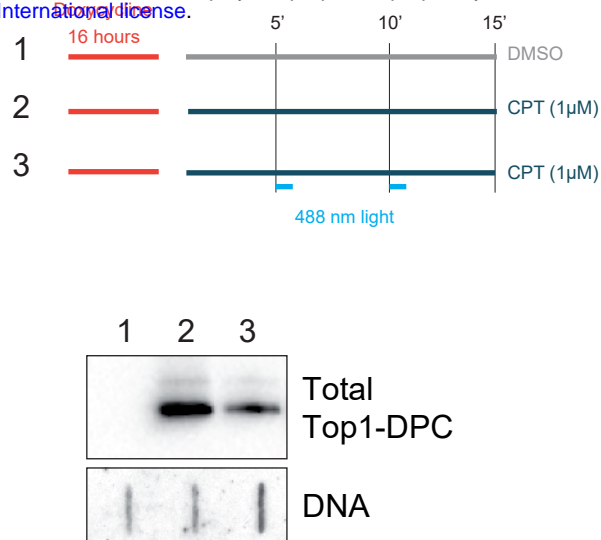 International license.
Doxycycline
16 hours
5’ 10’ 15’
1 DMSO
2 CPT (1µM)
3 CPT (1µM)
488 nm light
1 2 3
Total
Top1-DPC
DNA